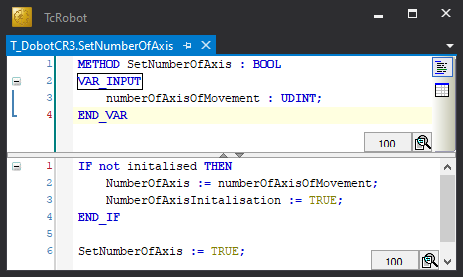 TcRobot
T_DobotCR3.SetNumberOfAxis
1 METHOD SetNumberOfAxis : BOOL
2 VAR_INPUT
3 numberOfAxisOfMovement : UDINT;
4 END_VAR
100
1 IF not initalised THEN
2 NumberOfAxis := numberOfAxisOfMovement;
3 NumberOfAxisInitalisation := TRUE;
4 END_IF
5
6 SetNumberOfAxis := TRUE;
100